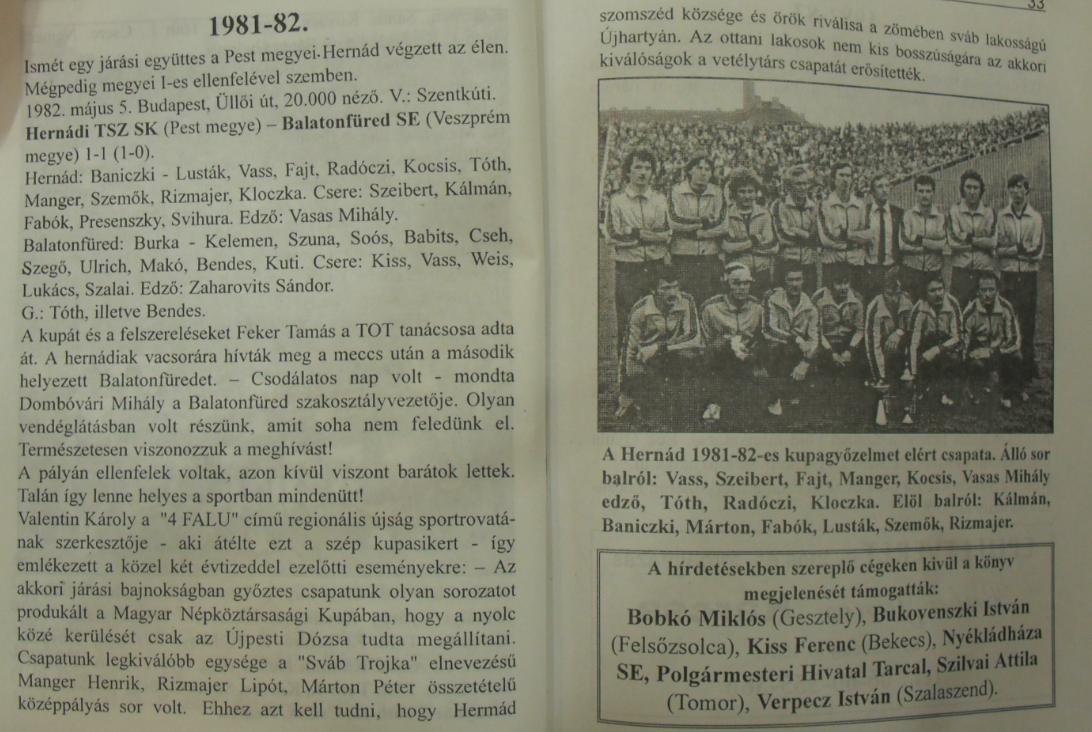 1981-82.
Ismét egy járási együttes a Pest megyei Hernád végzett az élen.
Mégpedig megyei I-es ellenfelével szemben.
1982. május 5. Budapest, Üllői út, 20.000 néző. V.: Szentkúti.
Hernádi TSZ SK (Pest megye) – Balatonfüred SE (Veszprém
megye) 1-1 (1-0).
Hernád: Baniczki - Lusták, Vass, Fajt, Radóczi, Kocsis, Tóth,
Manger, Szemők, Rizmajer, Kloczka. Csere: Szeibert, Kálmán,
Fabók, Presenszky, Svihura. Edző: Vasas Mihály.
Balatonfüred: Burka - Kelemen, Szuna, Soós, Babits, Cseh,
Szegő, Ulrich, Makó, Bendes, Kuti. Csere: Kiss, Vass, Weis,
Lukács, Szalai. Edző: Zaharovits Sándor.
G.: Tóth, illetve Bendes.
A kupát és a felszereléseket Feker Tamás a TOT tanácsosa adta
át. A hernádiak vacsorára hívták meg a meccs után a második
helyezett Balatonfüredet. – Csodálatos nap volt - mondta
Dombóvári Mihály a Balatonfüred szakosztályvezetője. Olyan
vendéglátásban volt részünk, amit soha nem feledünk el.
Természetesen viszonozzuk a meghívást!
A pályán ellenfelek voltak, azon kívül viszont barátok lettek.
Talán így lenne helyes a sportban mindenütt!
Valentin Károly a "4 FALU" című regionális újság sportrovatá-
nak szerkesztője - aki átélte ezt a szép kupasikert - így
emlékezett a közel két évtizeddel ezelőtti eseményekre: – Az
akkori járási bajnokságban győztes csapatunk olyan sorozatot
produkált a Magyar Népköztársasági Kupában, hogy a nyolc
közé kerülését csak az Újpesti Dózsa tudta megállítani.
Csapatunk legkiválóbb egysége a "Sváb Trojka" elnevezésű
Manger Henrik, Rizmajer Lipót, Márton Péter összetételű
középpályás sor volt. Ehhez azt kell tudni, hogy Hermád
33
szomszéd községe és örök riválisa a zömében sváb lakosságú
Újhartyán. Az ottani lakosok nem kis bosszúságára az akkori
kiválóságok a vetélytárs csapatát erősítették.
A Hernád 1981-82-es kupagyőzelmet elért csapata. Álló sor
balról: Vass, Szeibert, Fajt, Manger, Kocsis, Vasas Mihály
edző, Tóth, Radóczi, Kloczka. Elöl balról: Kálmán,
Baniczki, Márton, Fabók, Lusták, Szemők, Rizmajer.
A hírdetésekben szereplő cégeken kivül a könyv
megjelenését támogatták:
Bobkó Miklós (Gesztely), Bukovenszki István
(Felsőzsolca), Kiss Ferenc (Bekecs), Nyékládháza
SE, Polgármesteri Hivatal Tarcal, Szilvai Attila
(Tomor), Verpecz István (Szalaszend).